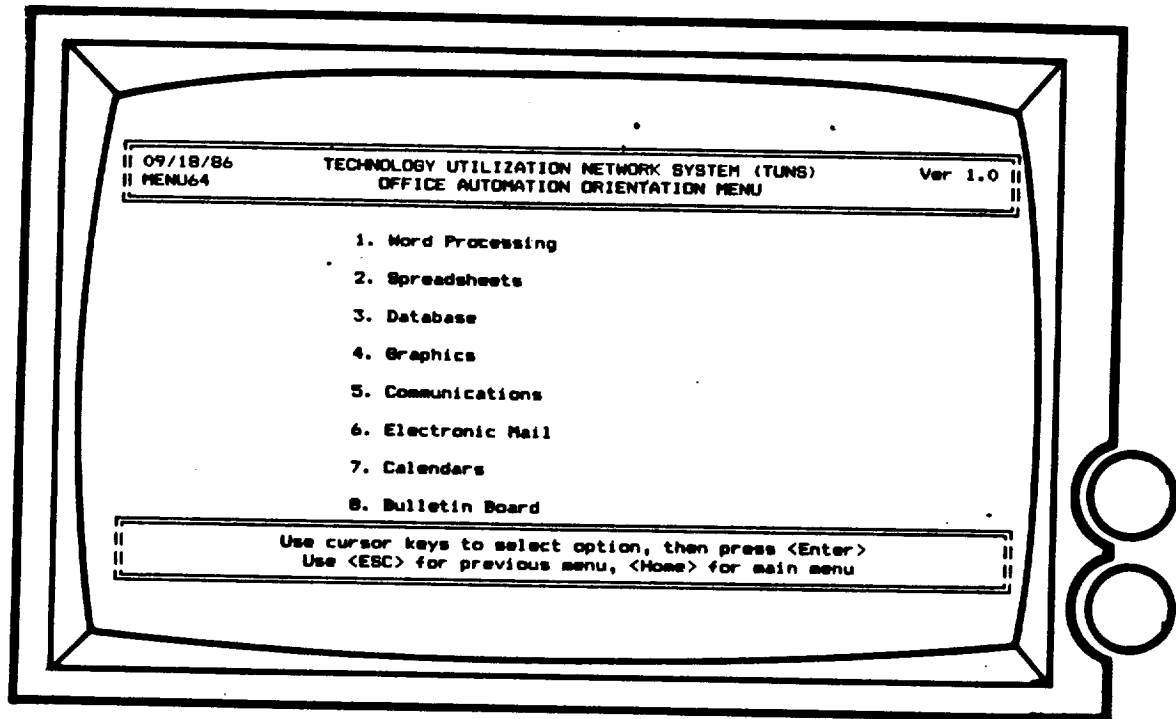 09/18/86 TECHNOLOGY UTILIZATION NETWORK SYSTEM (TUNS) Ver 1.0
MENU64 OFFICE AUTOMATION ORIENTATION MENU
1. Word Processing
2. Spreadsheets
3. Database
4. Graphics
5. Communications
6. Electronic Mail
7. Calendars
8. Bulletin Board
Use cursor keys to select option, then press <Enter>
Use <ESC> for previous menu, <Home> for main menu